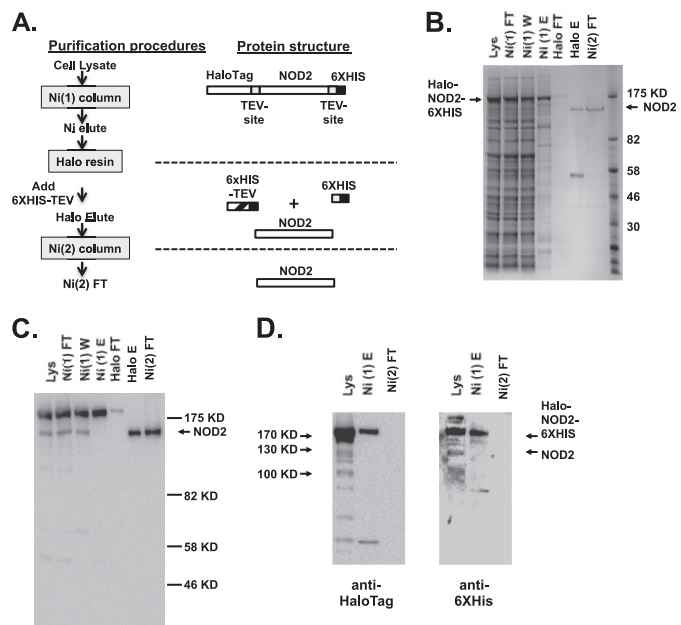 A.
Purification procedures
Protein structure
Cell Lysate
Ni(1) column
Ni elute
Halo resin
Add
6XHIS-TEV
Halo Elute
Ni(2) column
Ni(2) FT
HaloTag NOD2 6XHIS
TEV-
site
TEV-
site
6xHIS
-TEV
+
6XHIS
NOD2
NOD2
B.
Lys
Ni(1) FT
Ni(1) W
Ni (1) E
Halo FT
Halo E
Ni(2) FT
Halo-
NOD2-
6XHIS
175 KD
NOD2
82
58
46
30
C.
Lys
Ni(1) FT
Ni(1) W
Ni (1) E
Halo FT
Halo E
Ni(2) FT
175 KD
NOD2
82 KD
58 KD
46 KD
D.
Lys
Ni (1) E
Ni(2) FT
170 KD
130 KD
100 KD
anti-
HaloTag
Lys
Ni (1) E
Ni(2) FT
Halo-
NOD2-
6XHIS
NOD2
anti-
6XHis